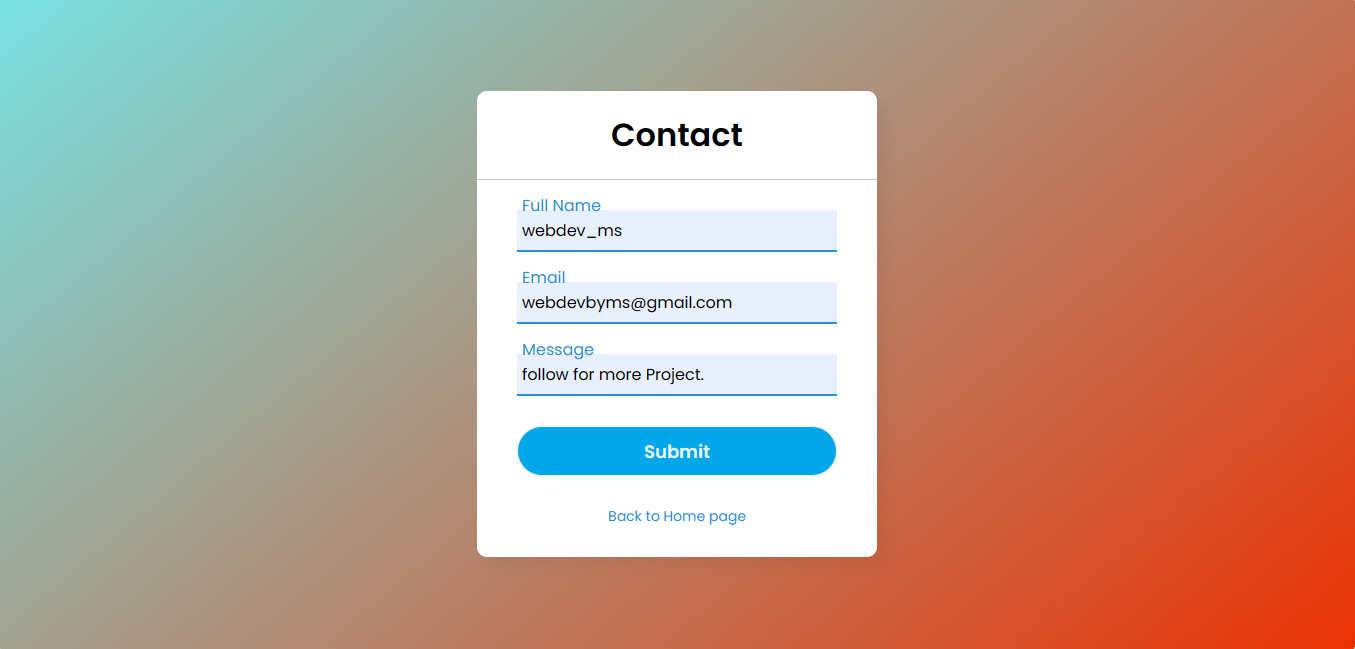 Contact
Full Name
webdev_ms
Email
webdevbyms@gmail.com
Message
follow for more Project.
Submit
Back to Home page